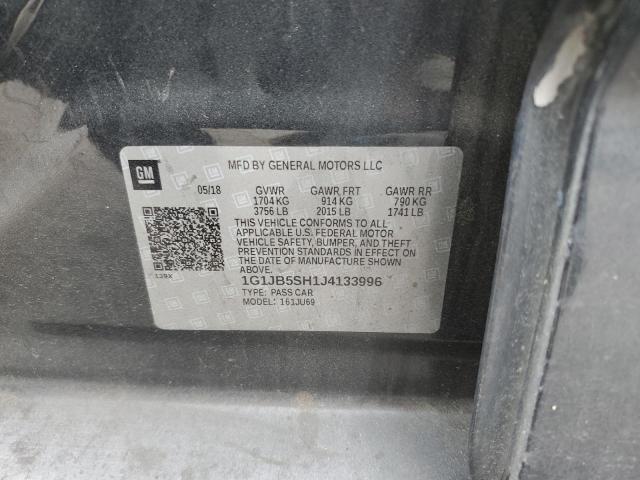 GM
MFD BY GENERAL MOTORS LLC
05/18 GVWR GAWR FRT GAWR RR
1704 KG 914 KG 790 KG
3756 LB 2015 LB 1741 LB
THIS VEHICLE CONFORMS TO ALL
APPLICABLE U.S. FEDERAL MOTOR
VEHICLE SAFETY, BUMPER, AND THEFT
PREVENTION STANDARDS IN EFFECT ON
THE DATE OF MANUFACTURE SHOWN
ABOVE.
1G1JB5SH1J4133996
TYPE: PASS CAR
MODEL: 161JU69